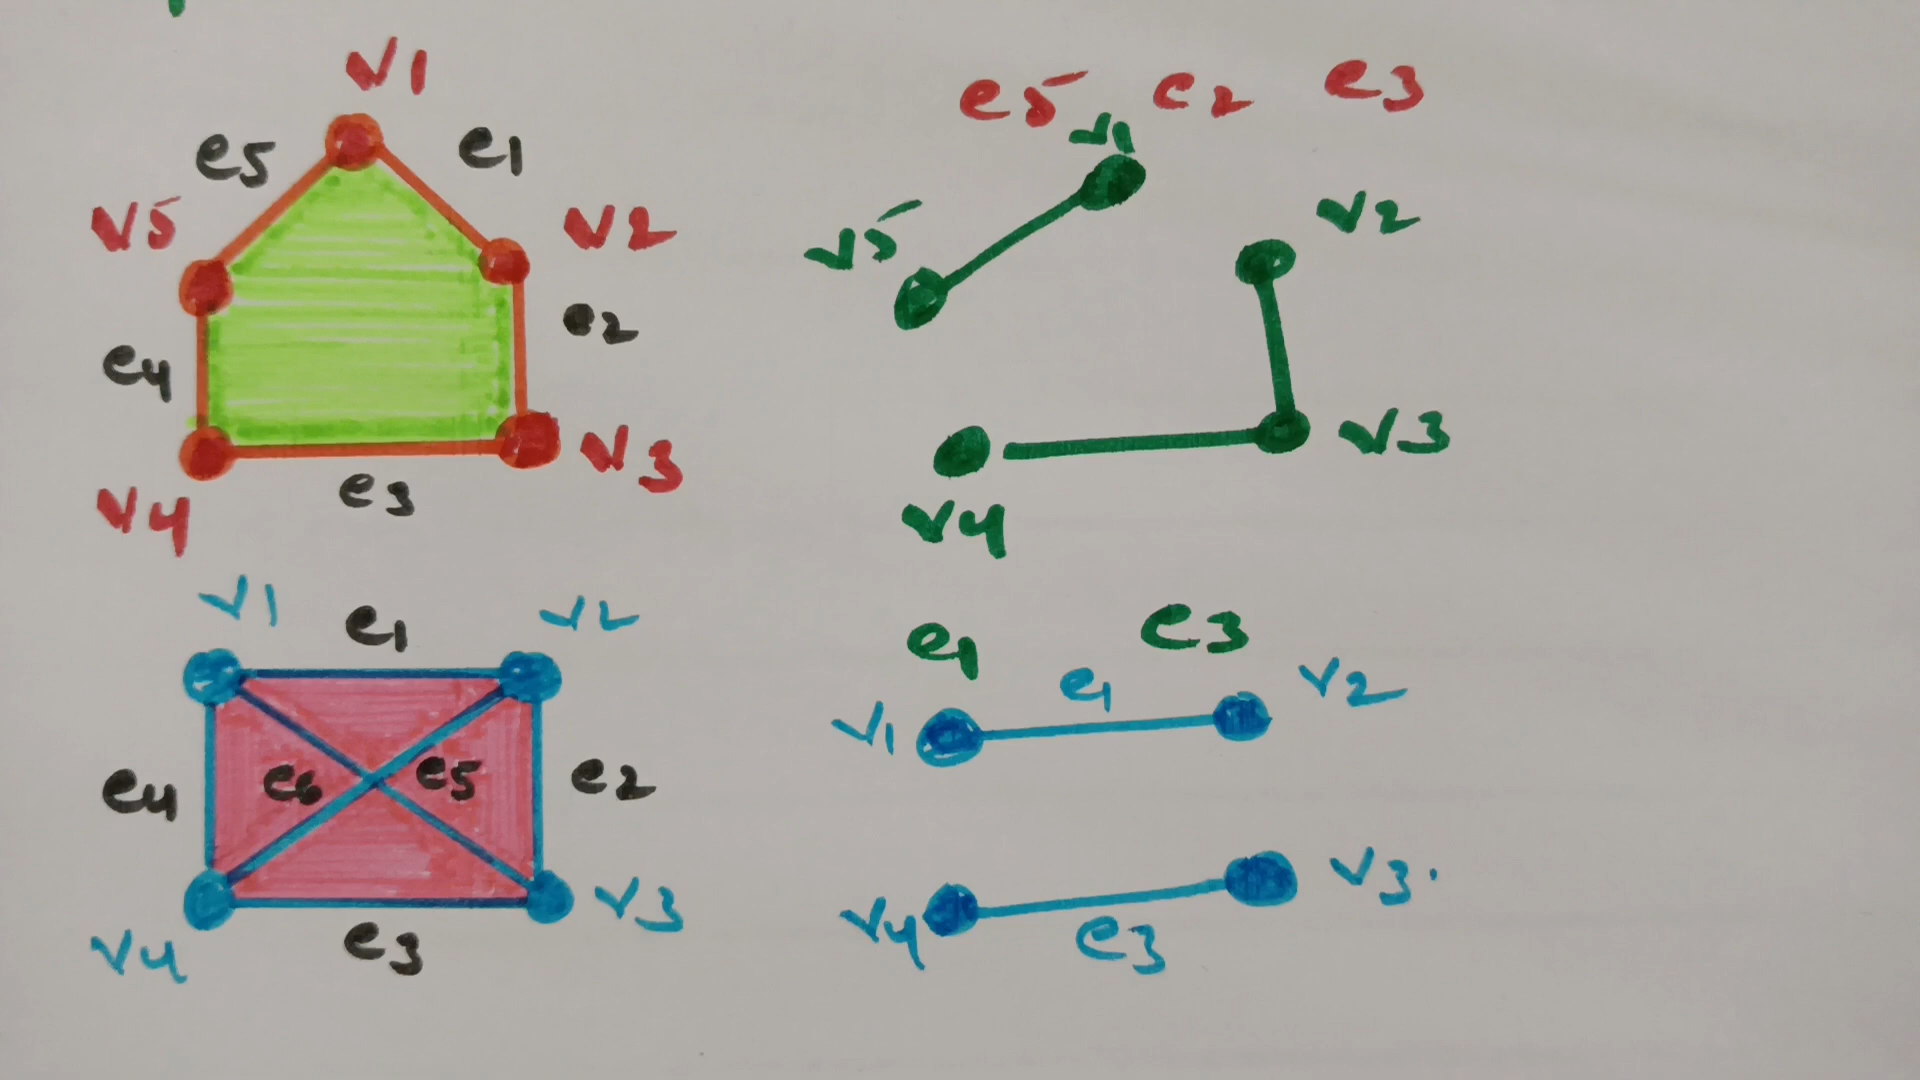 v1
e5 e1
v5 v2
e4 e2
v4 e3 v3
e5 e2 e3
v1
v5 v2
v3
v4
v1 e1 v2
e4 e6 e5 e2
v4 e3 v3
e1 e3
v1 e1 v2
v4 e3 v3.